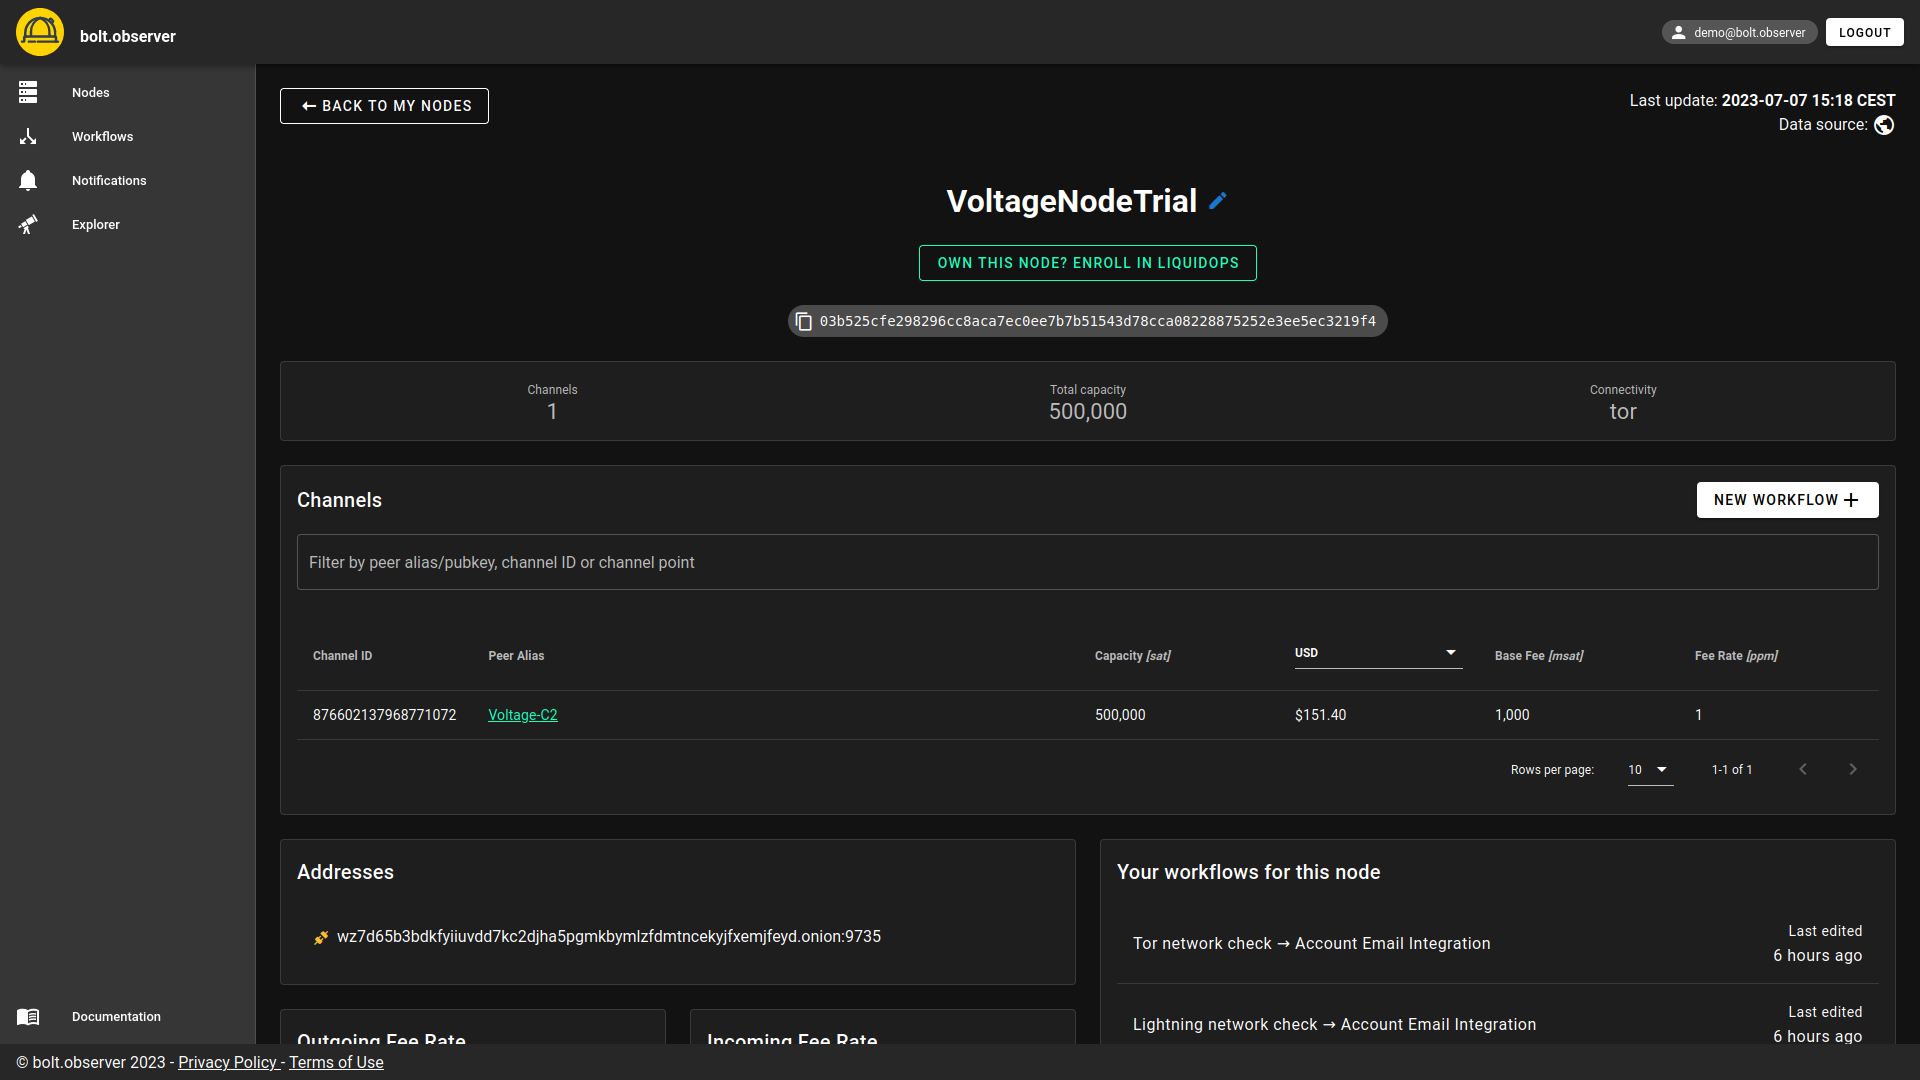 bolt.observer
demo@bolt.observer
LOGOUT
Nodes
Workflows
Notifications
Explorer
Documentation
BACK TO MY NODES
Last update: 2023-07-07 15:18 CEST
Data source:
VoltageNodeTrial
OWN THIS NODE? ENROLL IN LIQUIDOPS
03b525cfe298296cc8aca7ec0ee7b7b51543d78cca08228875252e3ee5ec3219f4
Channels Total capacity Connectivity
1 500,000 tor
Channels
NEW WORKFLOW
Filter by peer alias/pubkey, channel ID or channel point
Channel ID Peer Alias Capacity [sat] USD Base Fee [msat] Fee Rate [ppm]
876602137968771072 Voltage-C2 500,000 $151.40 1,000 1
Rows per page: 10 1-1 of 1
Addresses
wz7d65b3bdkfyiiuvdd7kc2djha5pgmkbymlzfdmtncekyjfxemjfeyd.onion:9735
Outgoing Fee Rate
Incoming Fee Rate
Your workflows for this node
Tor network check → Account Email Integration
Last edited
6 hours ago
Lightning network check → Account Email Integration
Last edited
6 hours ago
© bolt.observer 2023 - Privacy Policy - Terms of Use